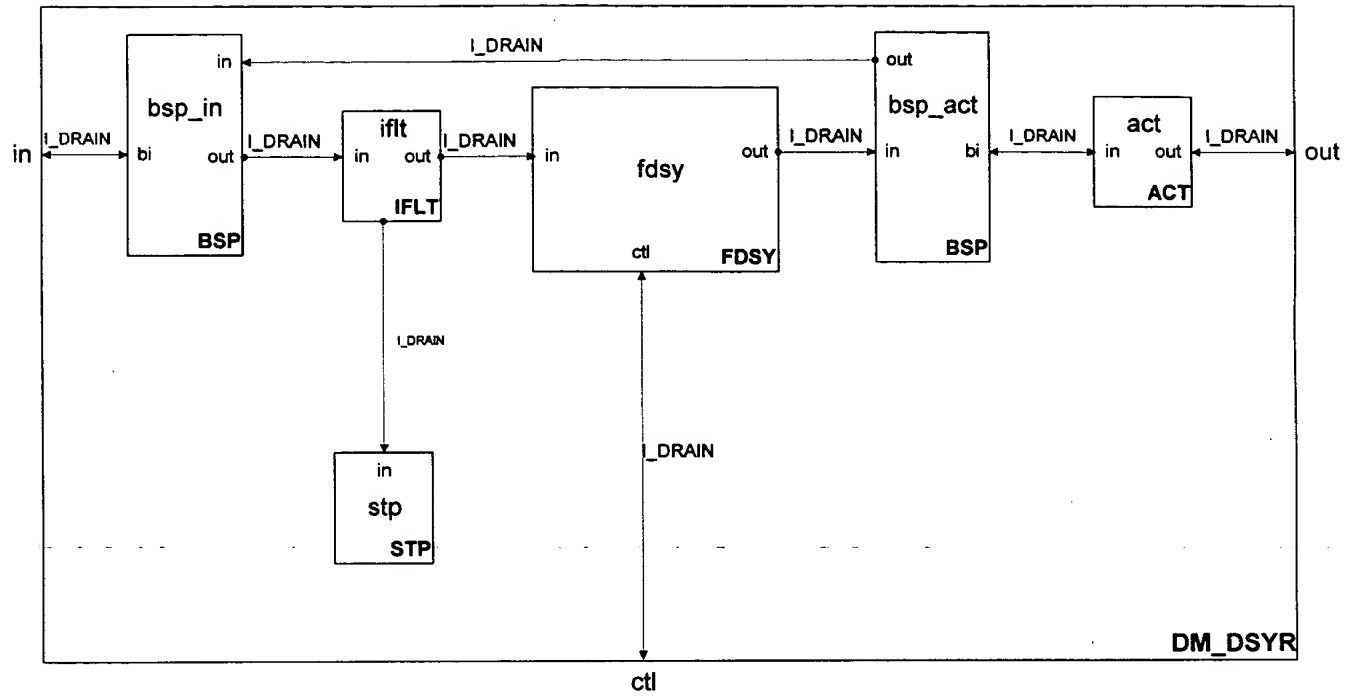 I_DRAIN
in
out
bsp_in
bsp_act
iflt
act
in I_DRAIN bi out I_DRAIN in out I_DRAIN in fdsy out I_DRAIN in bi I_DRAIN in out I_DRAIN out
IFLT
ACT
BSP
ctl
FDSY
BSP
I_DRAIN
I_DRAIN
in
stp
STP
DM_DSYR
ctl